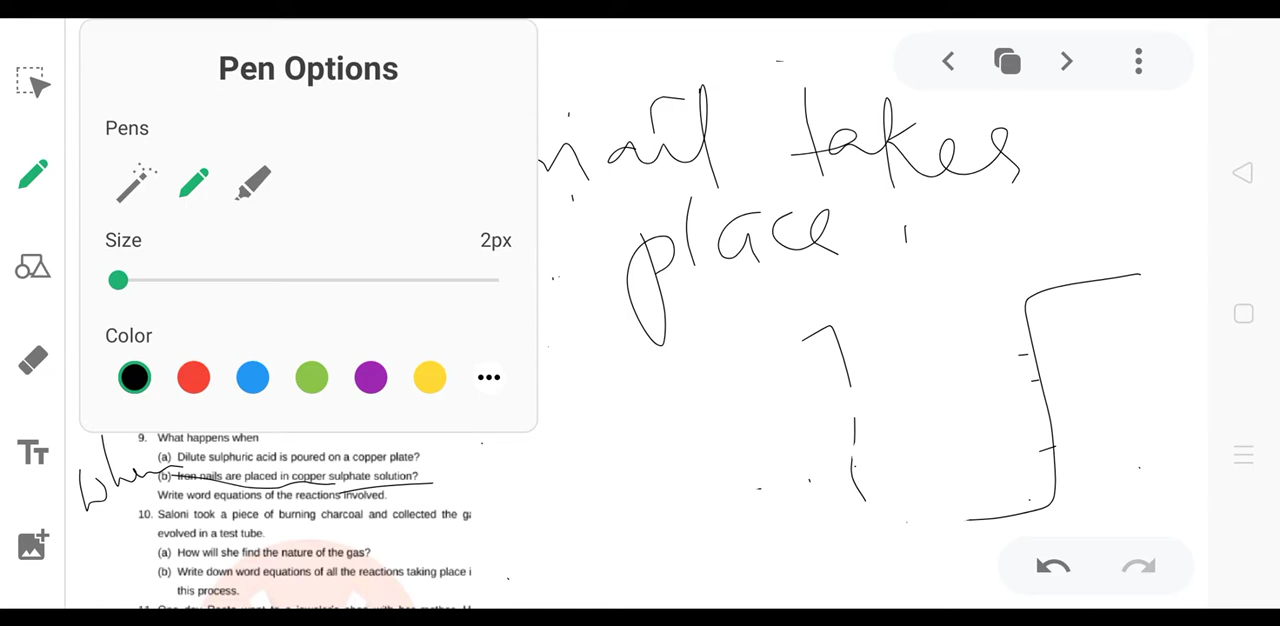 Pen Options
Pens
Size 2px
Color
nail takes
place
9. What happens when
(a) Dilute sulphuric acid is poured on a copper plate?
When
(b) Iron nails are placed in copper sulphate solution?
Write word equations of the reactions involved.
10. Saloni took a piece of burning charcoal and collected the ga
evolved in a test tube.
(a) How will she find the nature of the gas?
(b) Write down word equations of all the reactions taking place i
this process.